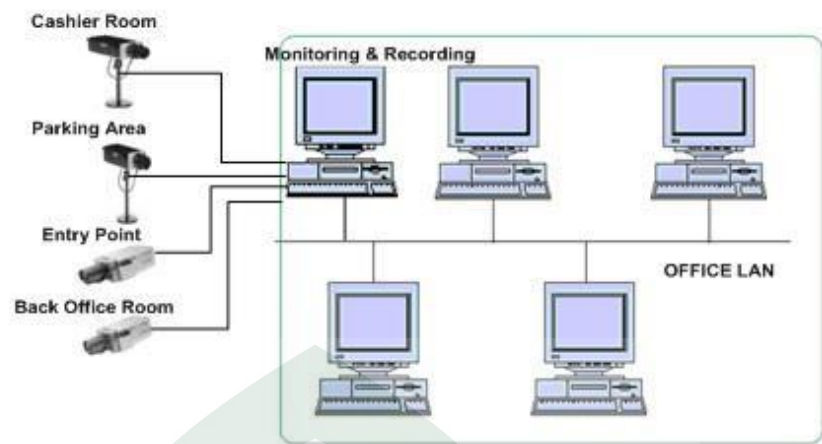 Cashier Room
Monitoring & Recording
Parking Area
Entry Point
OFFICE LAN
Back Office Room